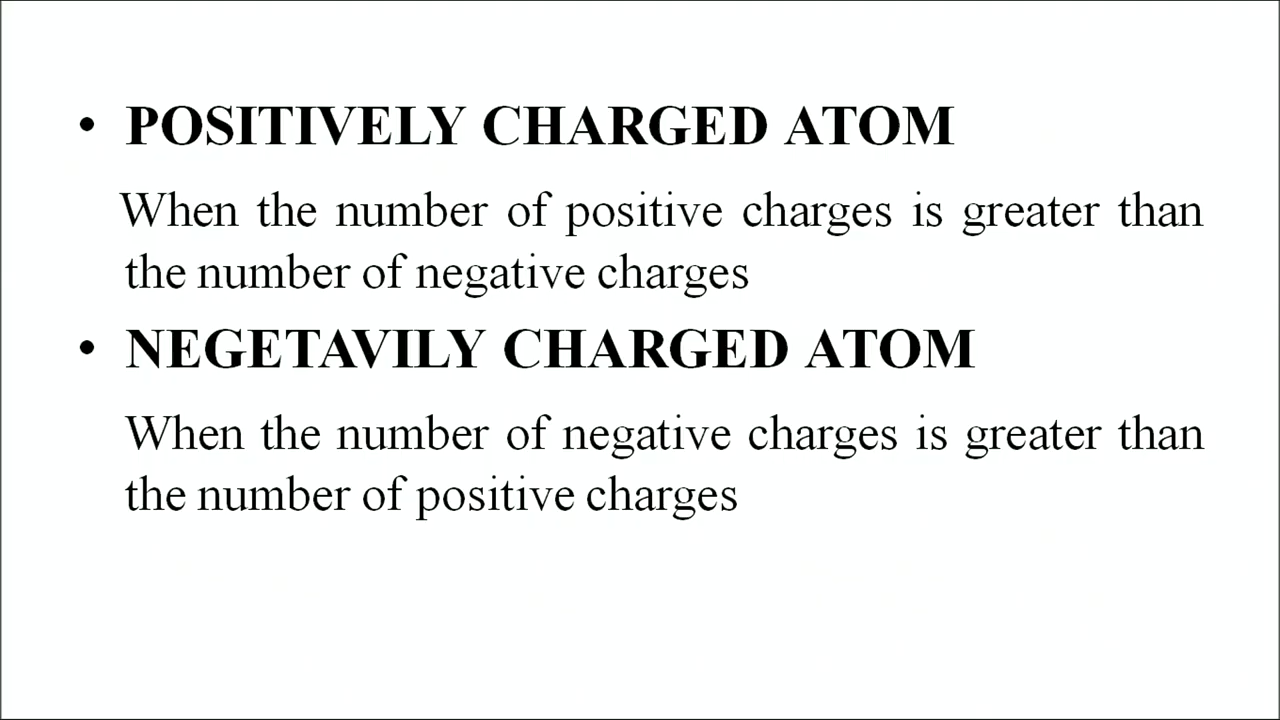 • POSITIVELY CHARGED ATOM
When the number of positive charges is greater than
the number of negative charges
• NEGETAVILY CHARGED ATOM
When the number of negative charges is greater than
the number of positive charges